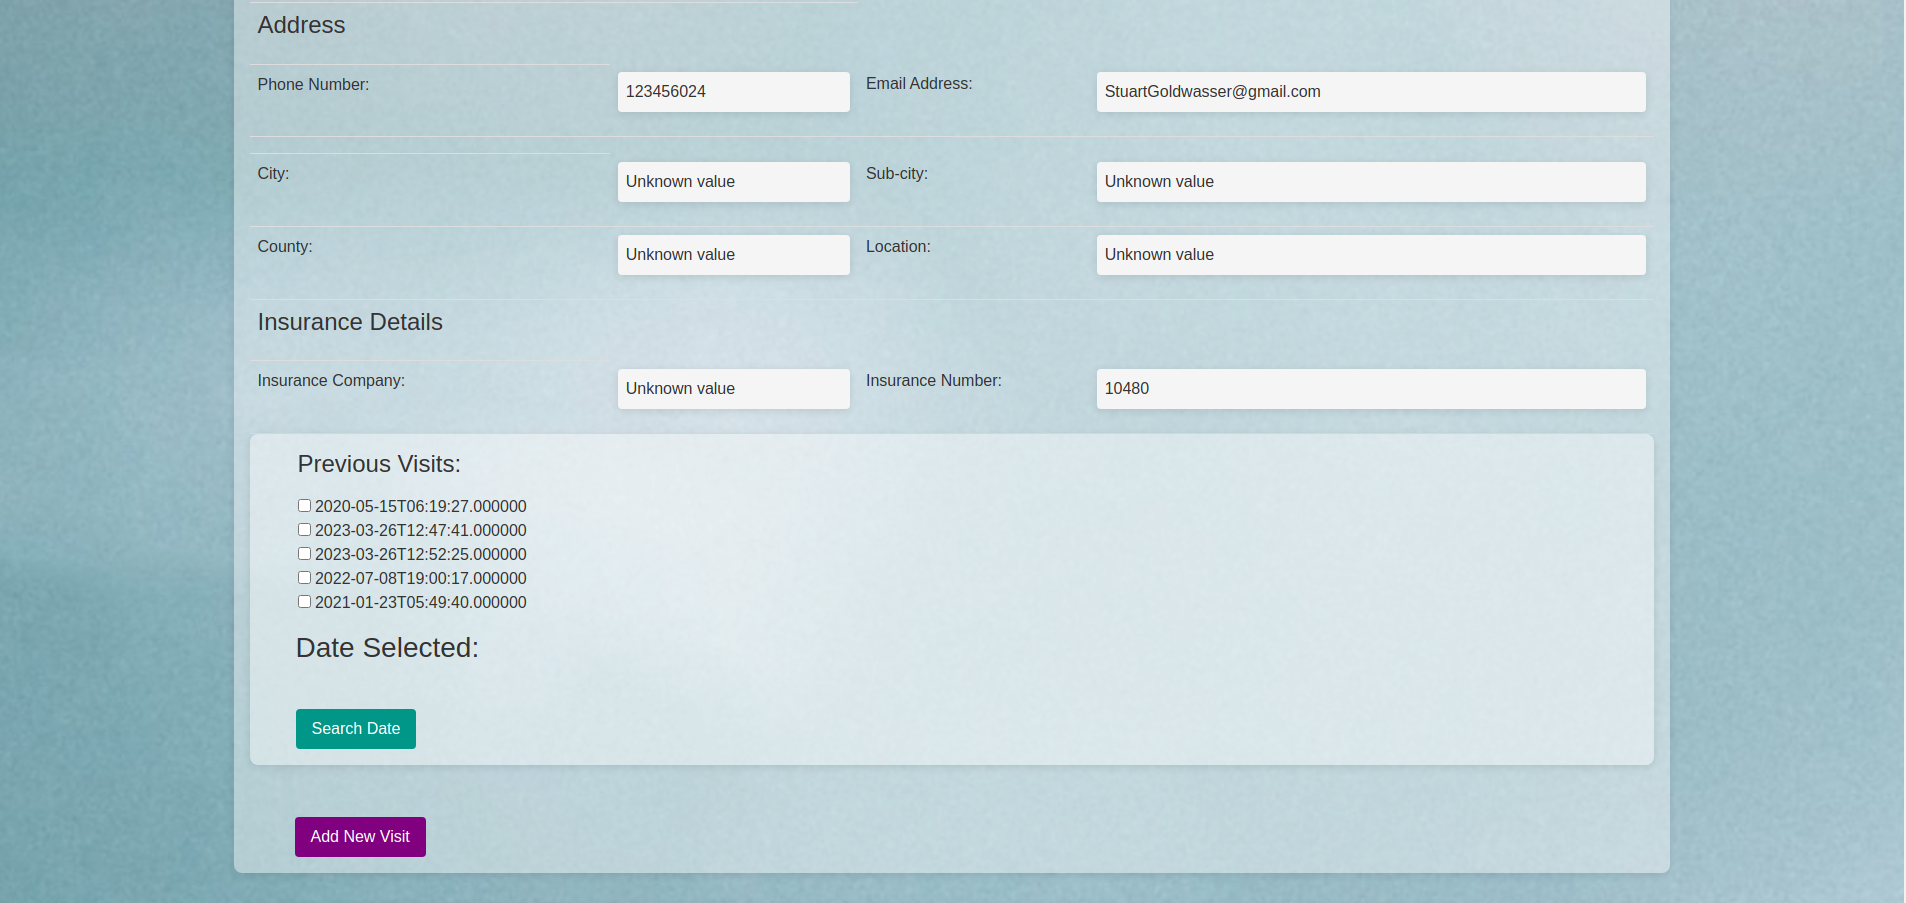 Address
Phone Number: 123456024 Email Address: StuartGoldwasser@gmail.com
City: Unknown value Sub-city: Unknown value
County: Unknown value Location: Unknown value
Insurance Details
Insurance Company: Unknown value Insurance Number: 10480
Previous Visits:
2020-05-15T06:19:27.000000
2023-03-26T12:47:41.000000
2023-03-26T12:52:25.000000
2022-07-08T19:00:17.000000
2021-01-23T05:49:40.000000
Date Selected:
Search Date
Add New Visit